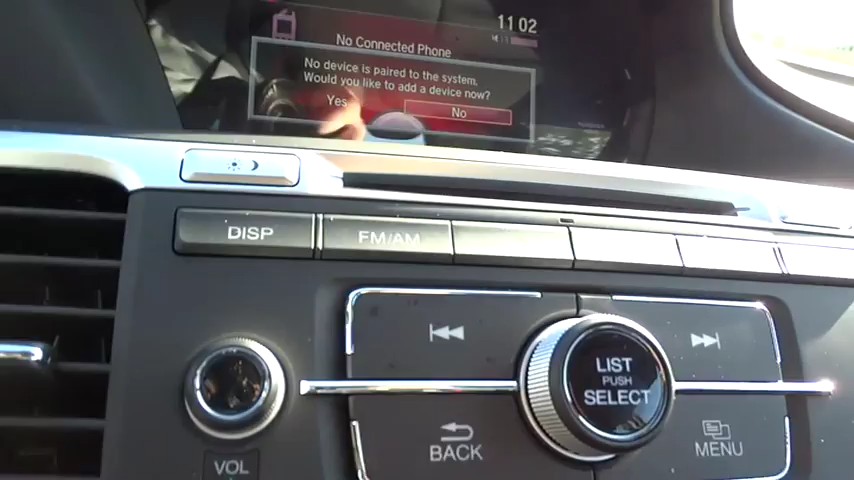 11:02
No Connected Phone
No device is paired to the system.
Would you like to add a device now?
Yes
No
DISP
FM/AM
LIST
PUSH
SELECT
BACK
MENU
VOL